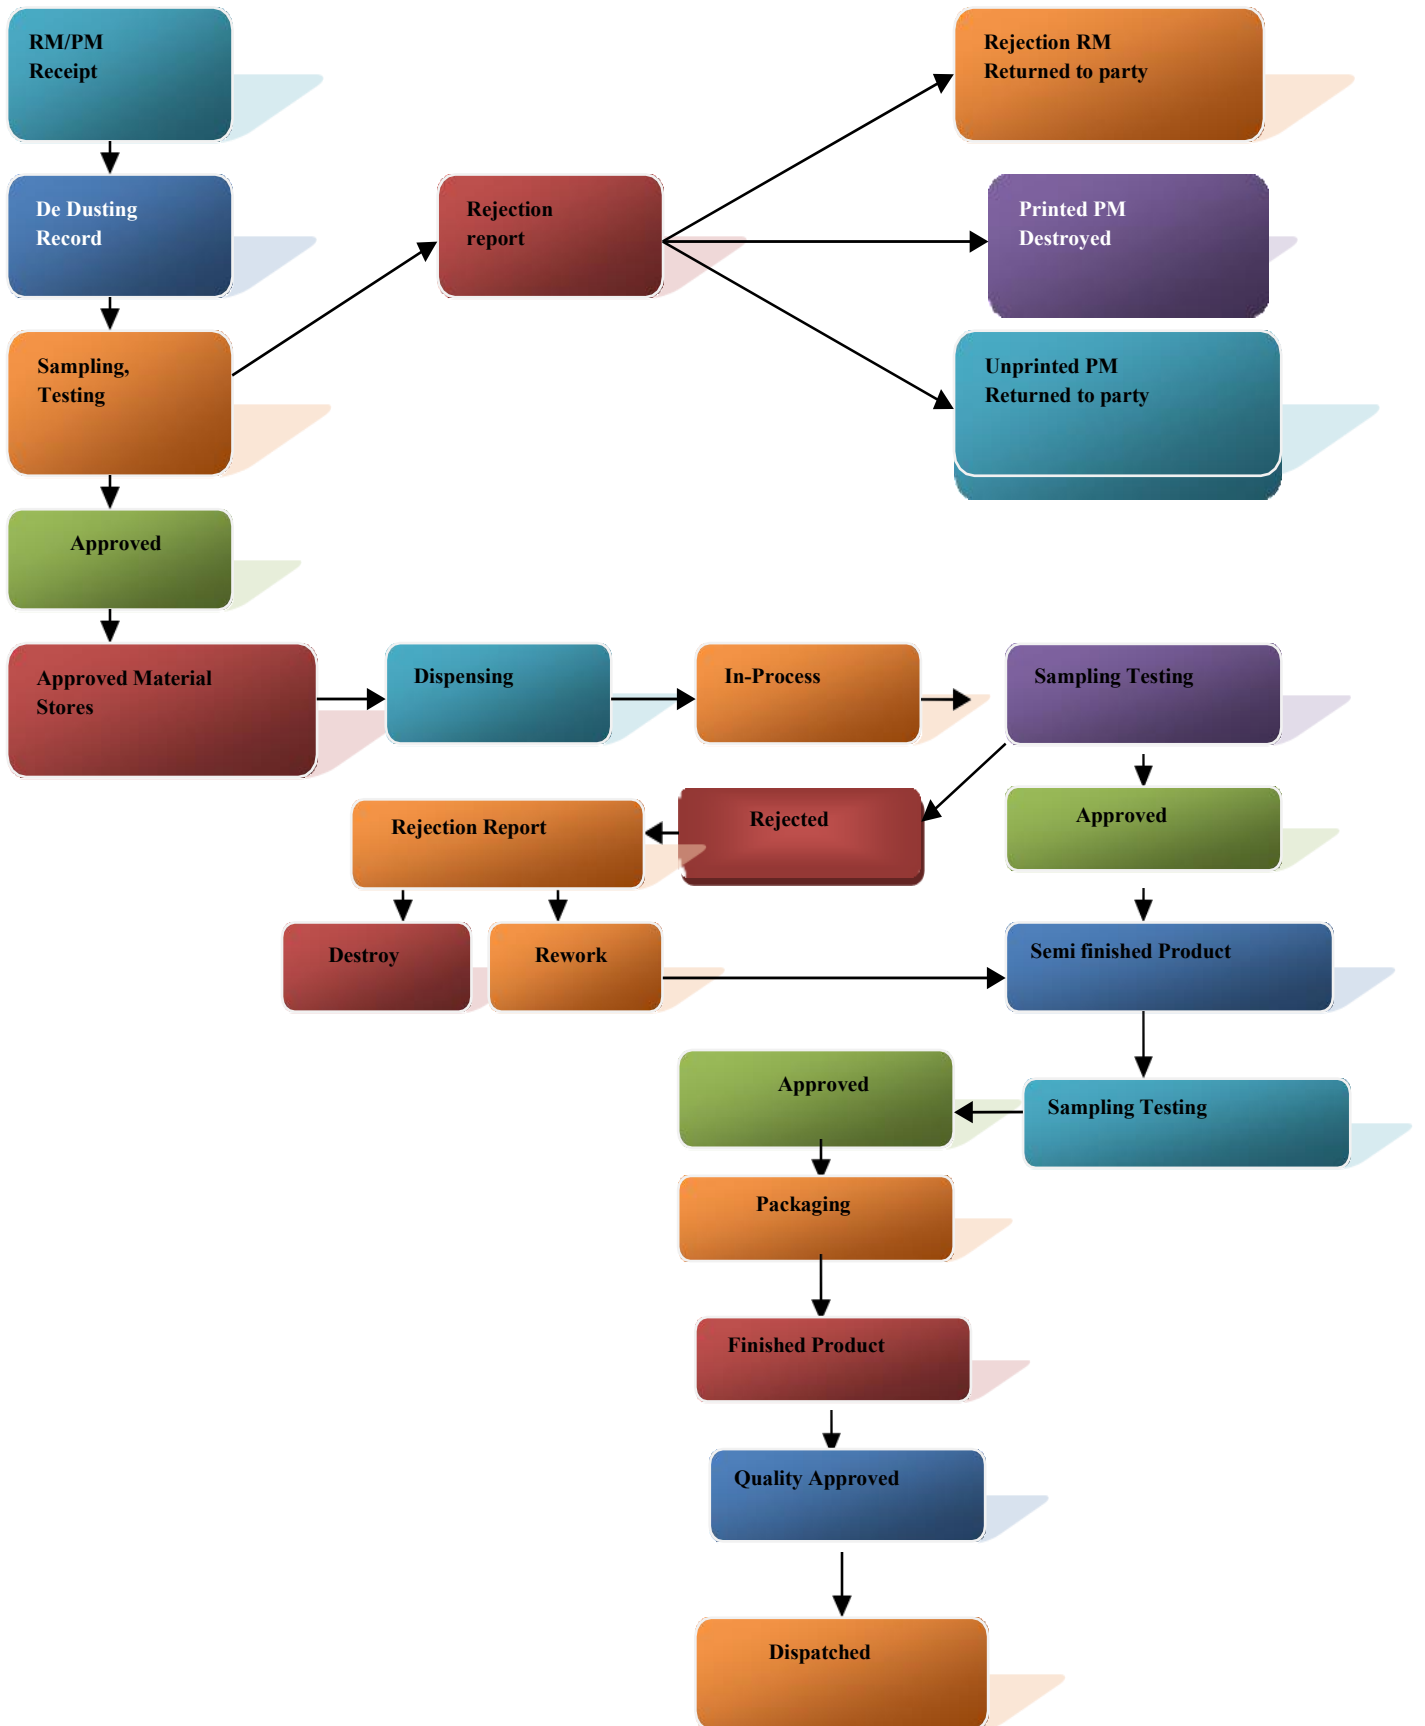 RM/PM
Receipt
De Dusting
Record
Sampling,
Testing
Approved
Rejection
report
Rejection RM
Returned to party
Printed PM
Destroyed
Unprinted PM
Returned to party
Approved Material
Stores
Dispensing
In-Process
Sampling Testing
Rejected
Approved
Rejection Report
Destroy
Rework
Semi finished Product
Sampling Testing
Approved
Packaging
Finished Product
Quality Approved
Dispatched